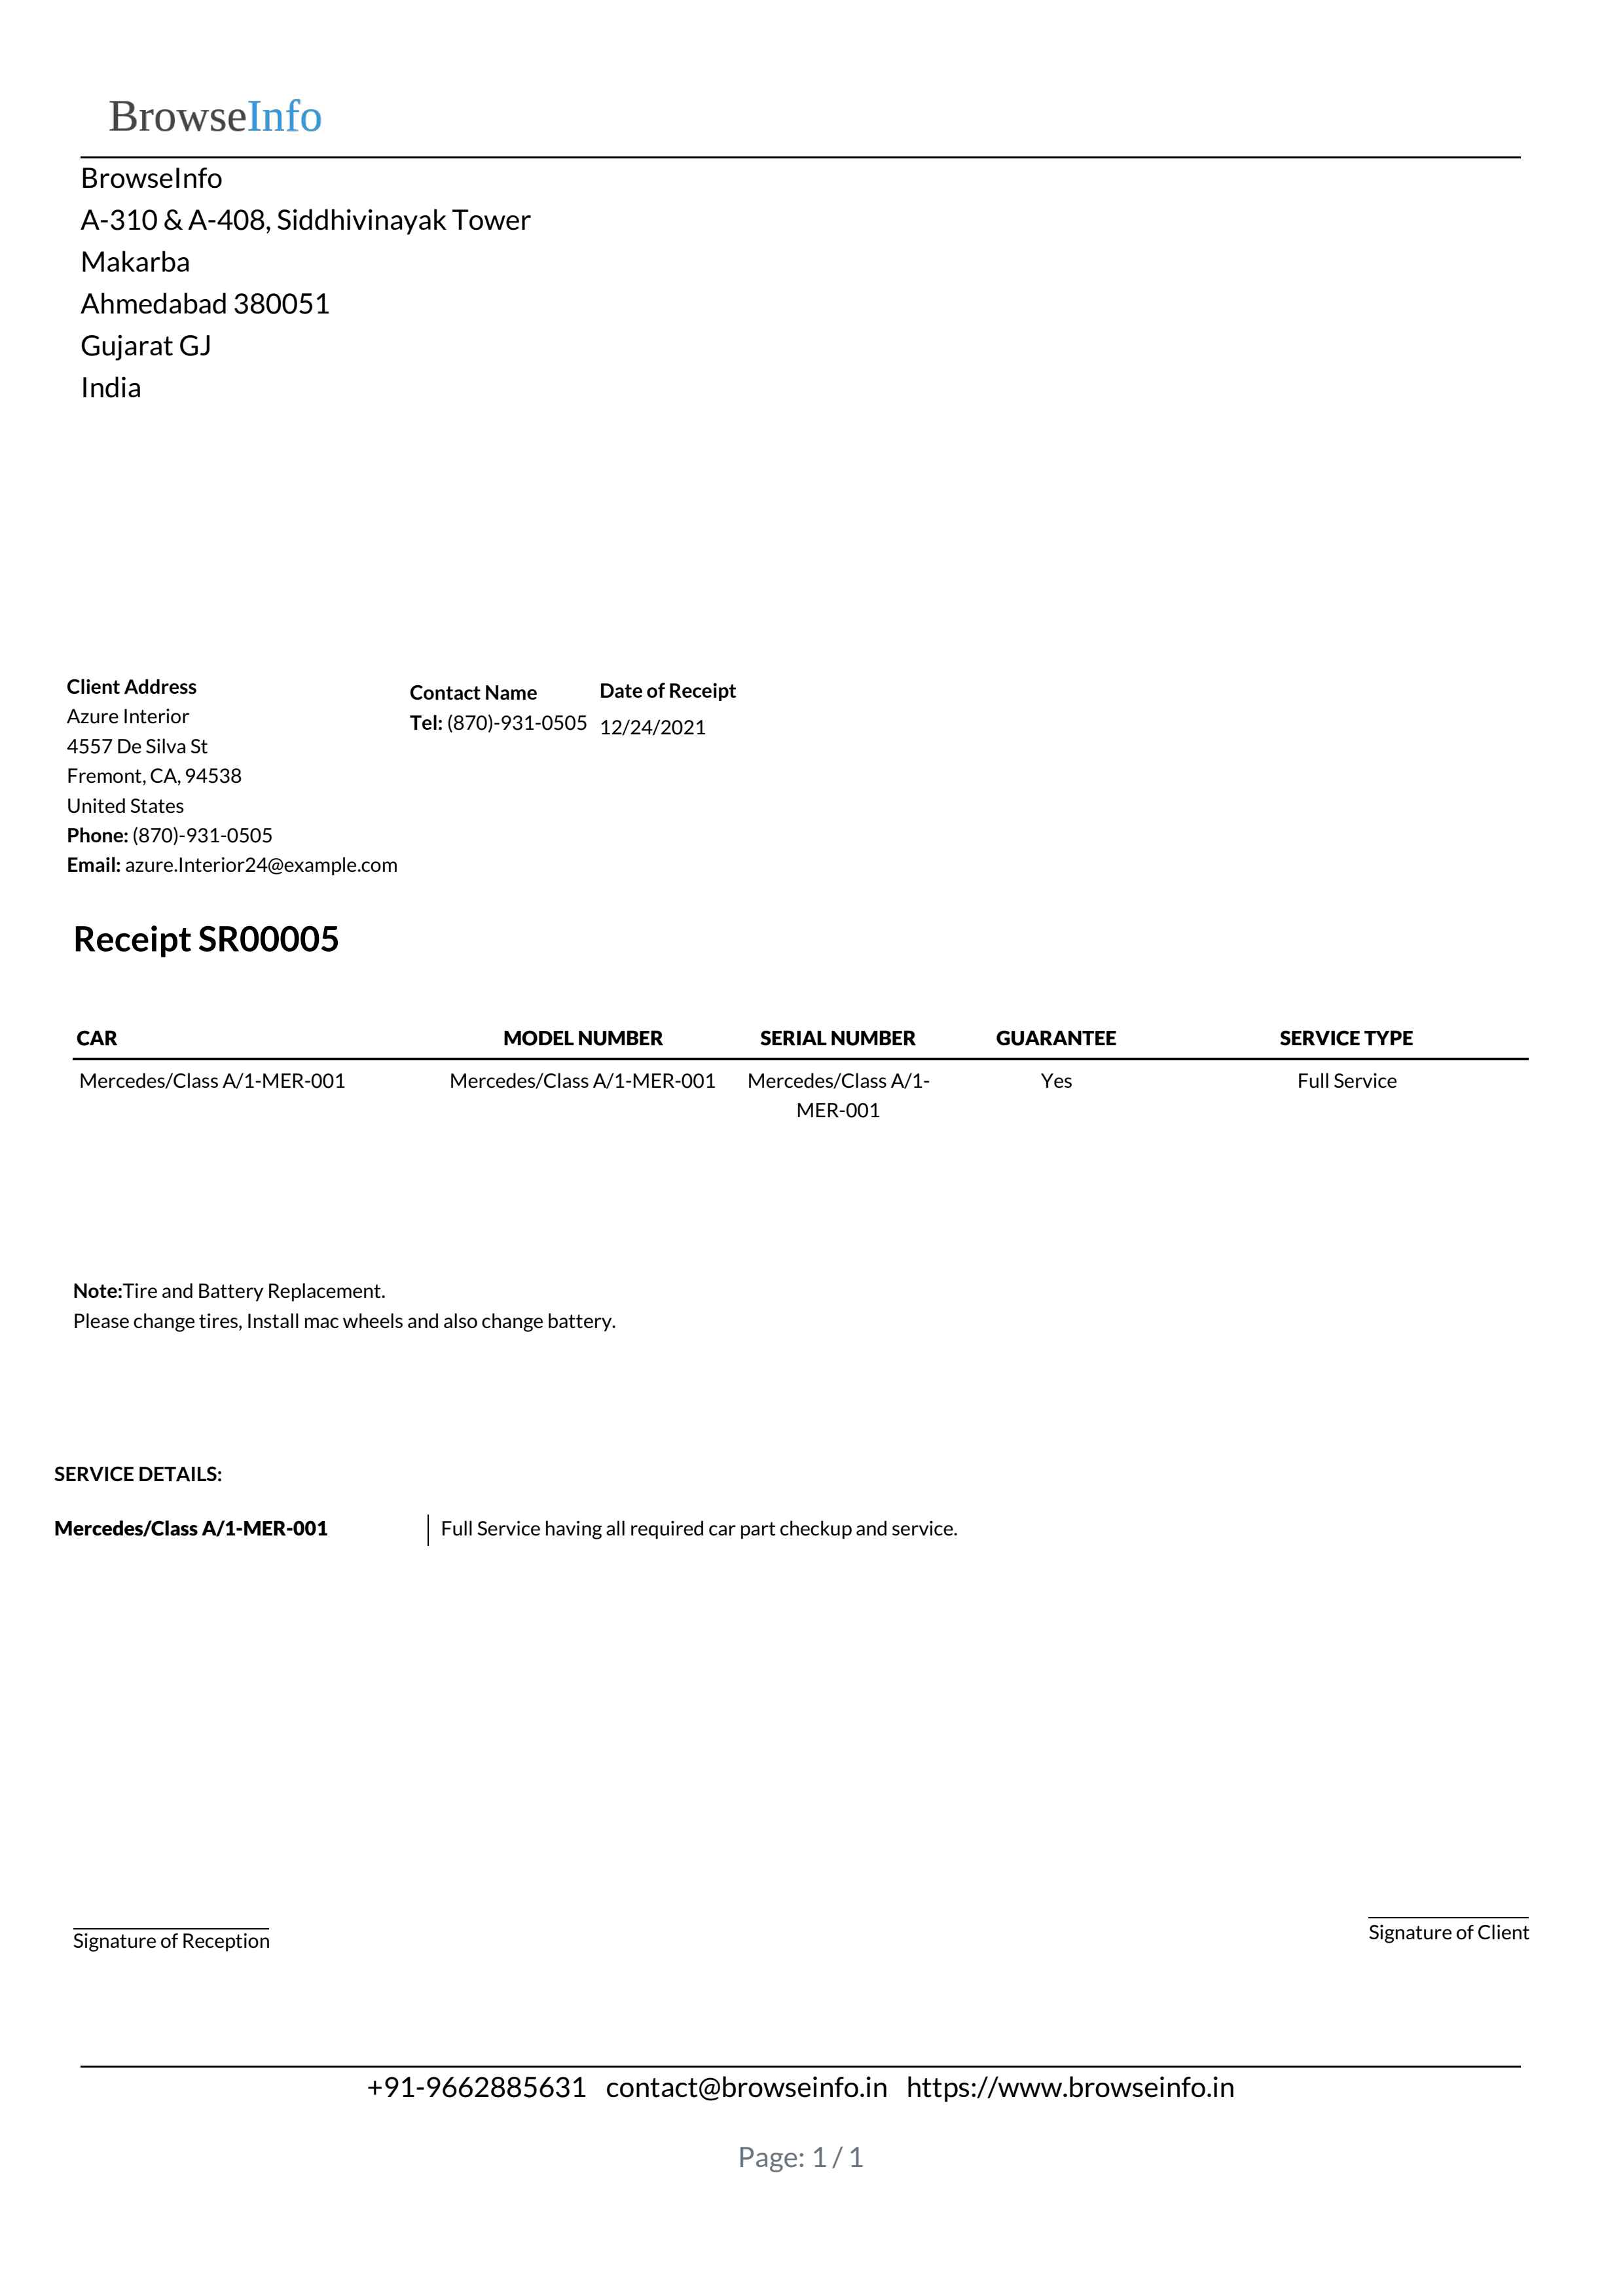 BrowseInfo
BrowseInfo
A-310 & A-408, Siddhivinayak Tower
Makarba
Ahmedabad 380051
Gujarat GJ
India
Client Address
Azure Interior
4557 De Silva St
Fremont, CA, 94538
United States
Phone: (870)-931-0505
Email: azure.Interior24@example.com
Contact Name
Tel: (870)-931-0505
Date of Receipt
12/24/2021
Receipt SR00005
CAR MODEL NUMBER SERIAL NUMBER GUARANTEE SERVICE TYPE
Mercedes/Class A/1-MER-001 Mercedes/Class A/1-MER-001 Mercedes/Class A/1- Yes Full Service
MER-001
Note:Tire and Battery Replacement.
Please change tires, Install mac wheels and also change battery.
SERVICE DETAILS:
Mercedes/Class A/1-MER-001 Full Service having all required car part checkup and service.
Signature of Reception
Signature of Client
+91-9662885631 contact@browseinfo.in https://www.browseinfo.in
Page: 1 / 1